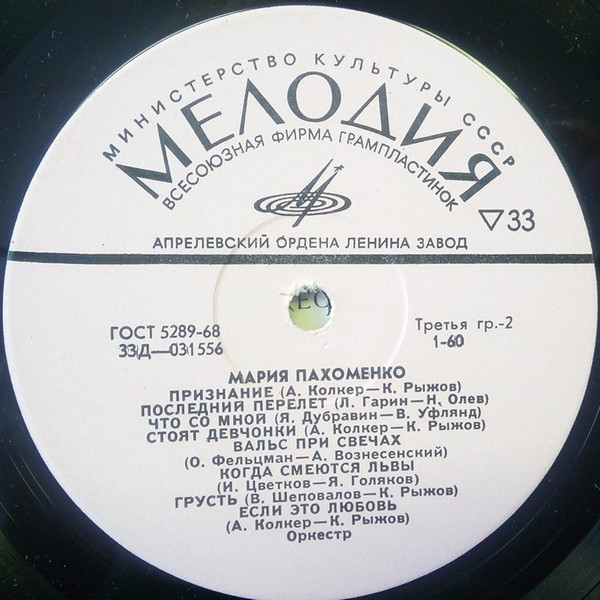 МИНИСТЕРСТВО КУЛЬТУРЫ СССР
МЕЛОДИЯ
ВСЕСОЮЗНАЯ ФИРМА ГРАМПЛАСТИНОК
▽33
АПРЕЛЕВСКИЙ ОРДЕНА ЛЕНИНА ЗАВОД
ГОСТ 5289-68
33Д—031556
Третья гр.-2
1-60
МАРИЯ ПАХОМЕНКО
ПРИЗНАНИЕ (А. Колкер—К. Рыжов)
ПОСЛЕДНИЙ ПЕРЕЛЕТ (Л. Гарин—Н. Олев)
ЧТО СО МНОЙ (Я. Дубравин—В. Уфлянд)
СТОЯТ ДЕВЧОНКИ (А. Колкер—К. Рыжов)
ВАЛЬС ПРИ СВЕЧАХ
(О. Фельцман—А. Вознесенский)
КОГДА СМЕЮТСЯ ЛЬВЫ
(И. Цветков—Я. Голяков)
ГРУСТЬ (В. Шеповалов—К. Рыжов)
ЕСЛИ ЭТО ЛЮБОВЬ
(А. Колкер—К. Рыжов)
Оркестр